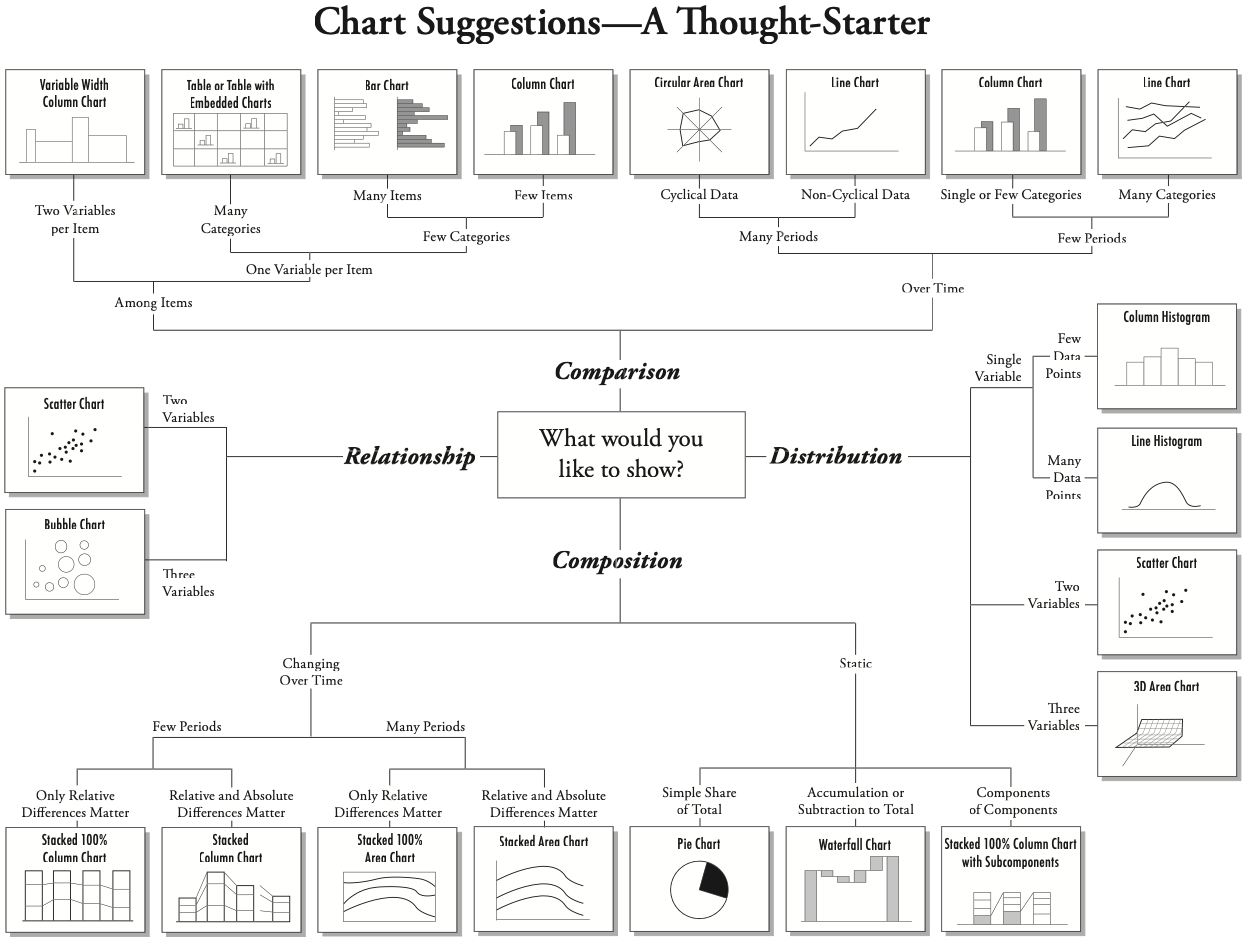 Chart Suggestions—A Thought-Starter
Variable Width
Column Chart
Table or Table with
Embedded Charts
Bar Chart
Column Chart
Circular Area Chart
Line Chart
Column Chart
Line Chart
Two Variables
per Item
Many
Categories
Many Items
Few Items
Cyclical Data
Non-Cyclical Data
Single or Few Categories
Many Categories
Few Categories
Many Periods
Few Periods
One Variable per Item
Among Items
Over Time
Comparison
What would you
like to show?
Relationship
Two
Variables
Scatter Chart
Bubble Chart
Three
Variables
Distribution
Single
Variable
Few
Data
Points
Column Histogram
Many
Data
Points
Line Histogram
Two
Variables
Scatter Chart
Three
Variables
3D Area Chart
Composition
Changing
Over Time
Static
Few Periods
Many Periods
Only Relative
Differences Matter
Relative and Absolute
Differences Matter
Only Relative
Differences Matter
Relative and Absolute
Differences Matter
Simple Share
of Total
Accumulation or
Subtraction to Total
Components
of Components
Stacked 100%
Column Chart
Stacked
Column Chart
Stacked 100%
Area Chart
Stacked Area Chart
Pie Chart
Waterfall Chart
Stacked 100% Column Chart
with Subcomponents